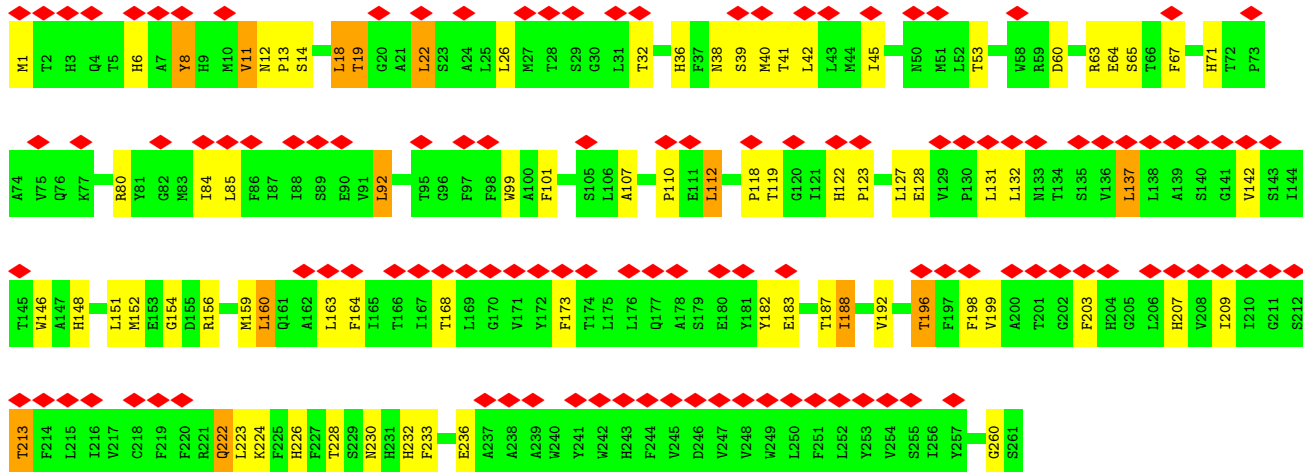 M1 T2 H3 Q4 T5 H6 A7 Y8 H9 M10 V11 N12 P13 S14 L18 T19 G20 A21 L22 S23 A24 L25 L26 M27 T28 S29 G30 L31 T32 H36 F37 N38 S39 M40 T41 L42 L43 M44 I45 N50 M51 L52 T53 W58 R59 D60 R63 E64 S65 T66 F67 H71 T72 P73
A74 V75 Q76 K77 R80 Y81 G82 M83 I84 L85 F86 I87 I88 S89 E90 V91 L92 T95 G96 F97 F98 W99 A100 F101 S105 L106 A107 P110 E111 L112 P118 T119 G120 I121 H122 P123 L127 E128 V129 P130 L131 L132 N133 T134 S135 V136 L137 L138 A139 S140 G141 V142 S143 I144
T145 W146 A147 H148 L151 M152 E153 G154 D155 R156 M159 L160 Q161 A162 L163 F164 I165 T166 I167 T168 L169 G170 V171 Y172 F173 T174 L175 L176 Q177 A178 S179 E180 Y181 Y182 E183 T187 I188 V192 T196 F197 F198 V199 A200 T201 G202 F203 H204 G205 L206 H207 V208 I209 I210 G211 S212
T213 F214 L215 I216 V217 C218 F219 F220 R221 Q222 L223 K224 F225 H226 F227 T228 S229 N230 H231 H232 F233 E236 A237 A238 A239 W240 Y241 W242 H243 F244 V245 D246 V247 V248 W249 L250 F251 L252 Y253 V254 S255 I256 Y257 G260 S261